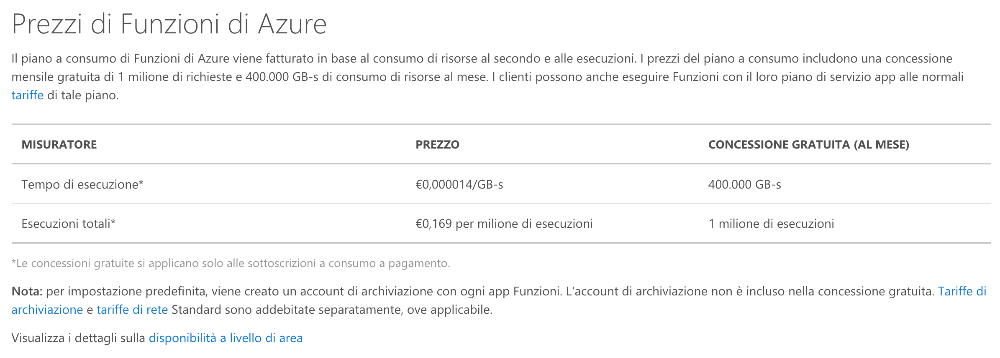 Prezzi di Funzioni di Azure
Il piano a consumo di Funzioni di Azure viene fatturato in base al consumo di risorse al secondo e alle esecuzioni. I prezzi del piano a consumo includono una concessione
mensile gratuita di 1 milione di richieste e 400.000 GB-s di consumo di risorse al mese. I clienti possono anche eseguire Funzioni con il loro piano di servizio app alle normali
tariffe di tale piano.
MISURATORE PREZZO CONCESSIONE GRATUITA (AL MESE)
Tempo di esecuzione* €0,000014/GB-s 400.000 GB-s
Esecuzioni totali* €0,169 per milione di esecuzioni 1 milione di esecuzioni
*Le concessioni gratuite si applicano solo alle sottoscrizioni a consumo a pagamento.
Nota: per impostazione predefinita, viene creato un account di archiviazione con ogni app Funzioni. L'account di archiviazione non è incluso nella concessione gratuita. Tariffe di
archiviazione e tariffe di rete Standard sono addebitate separatamente, ove applicabile.
Visualizza i dettagli sulla disponibilità a livello di area